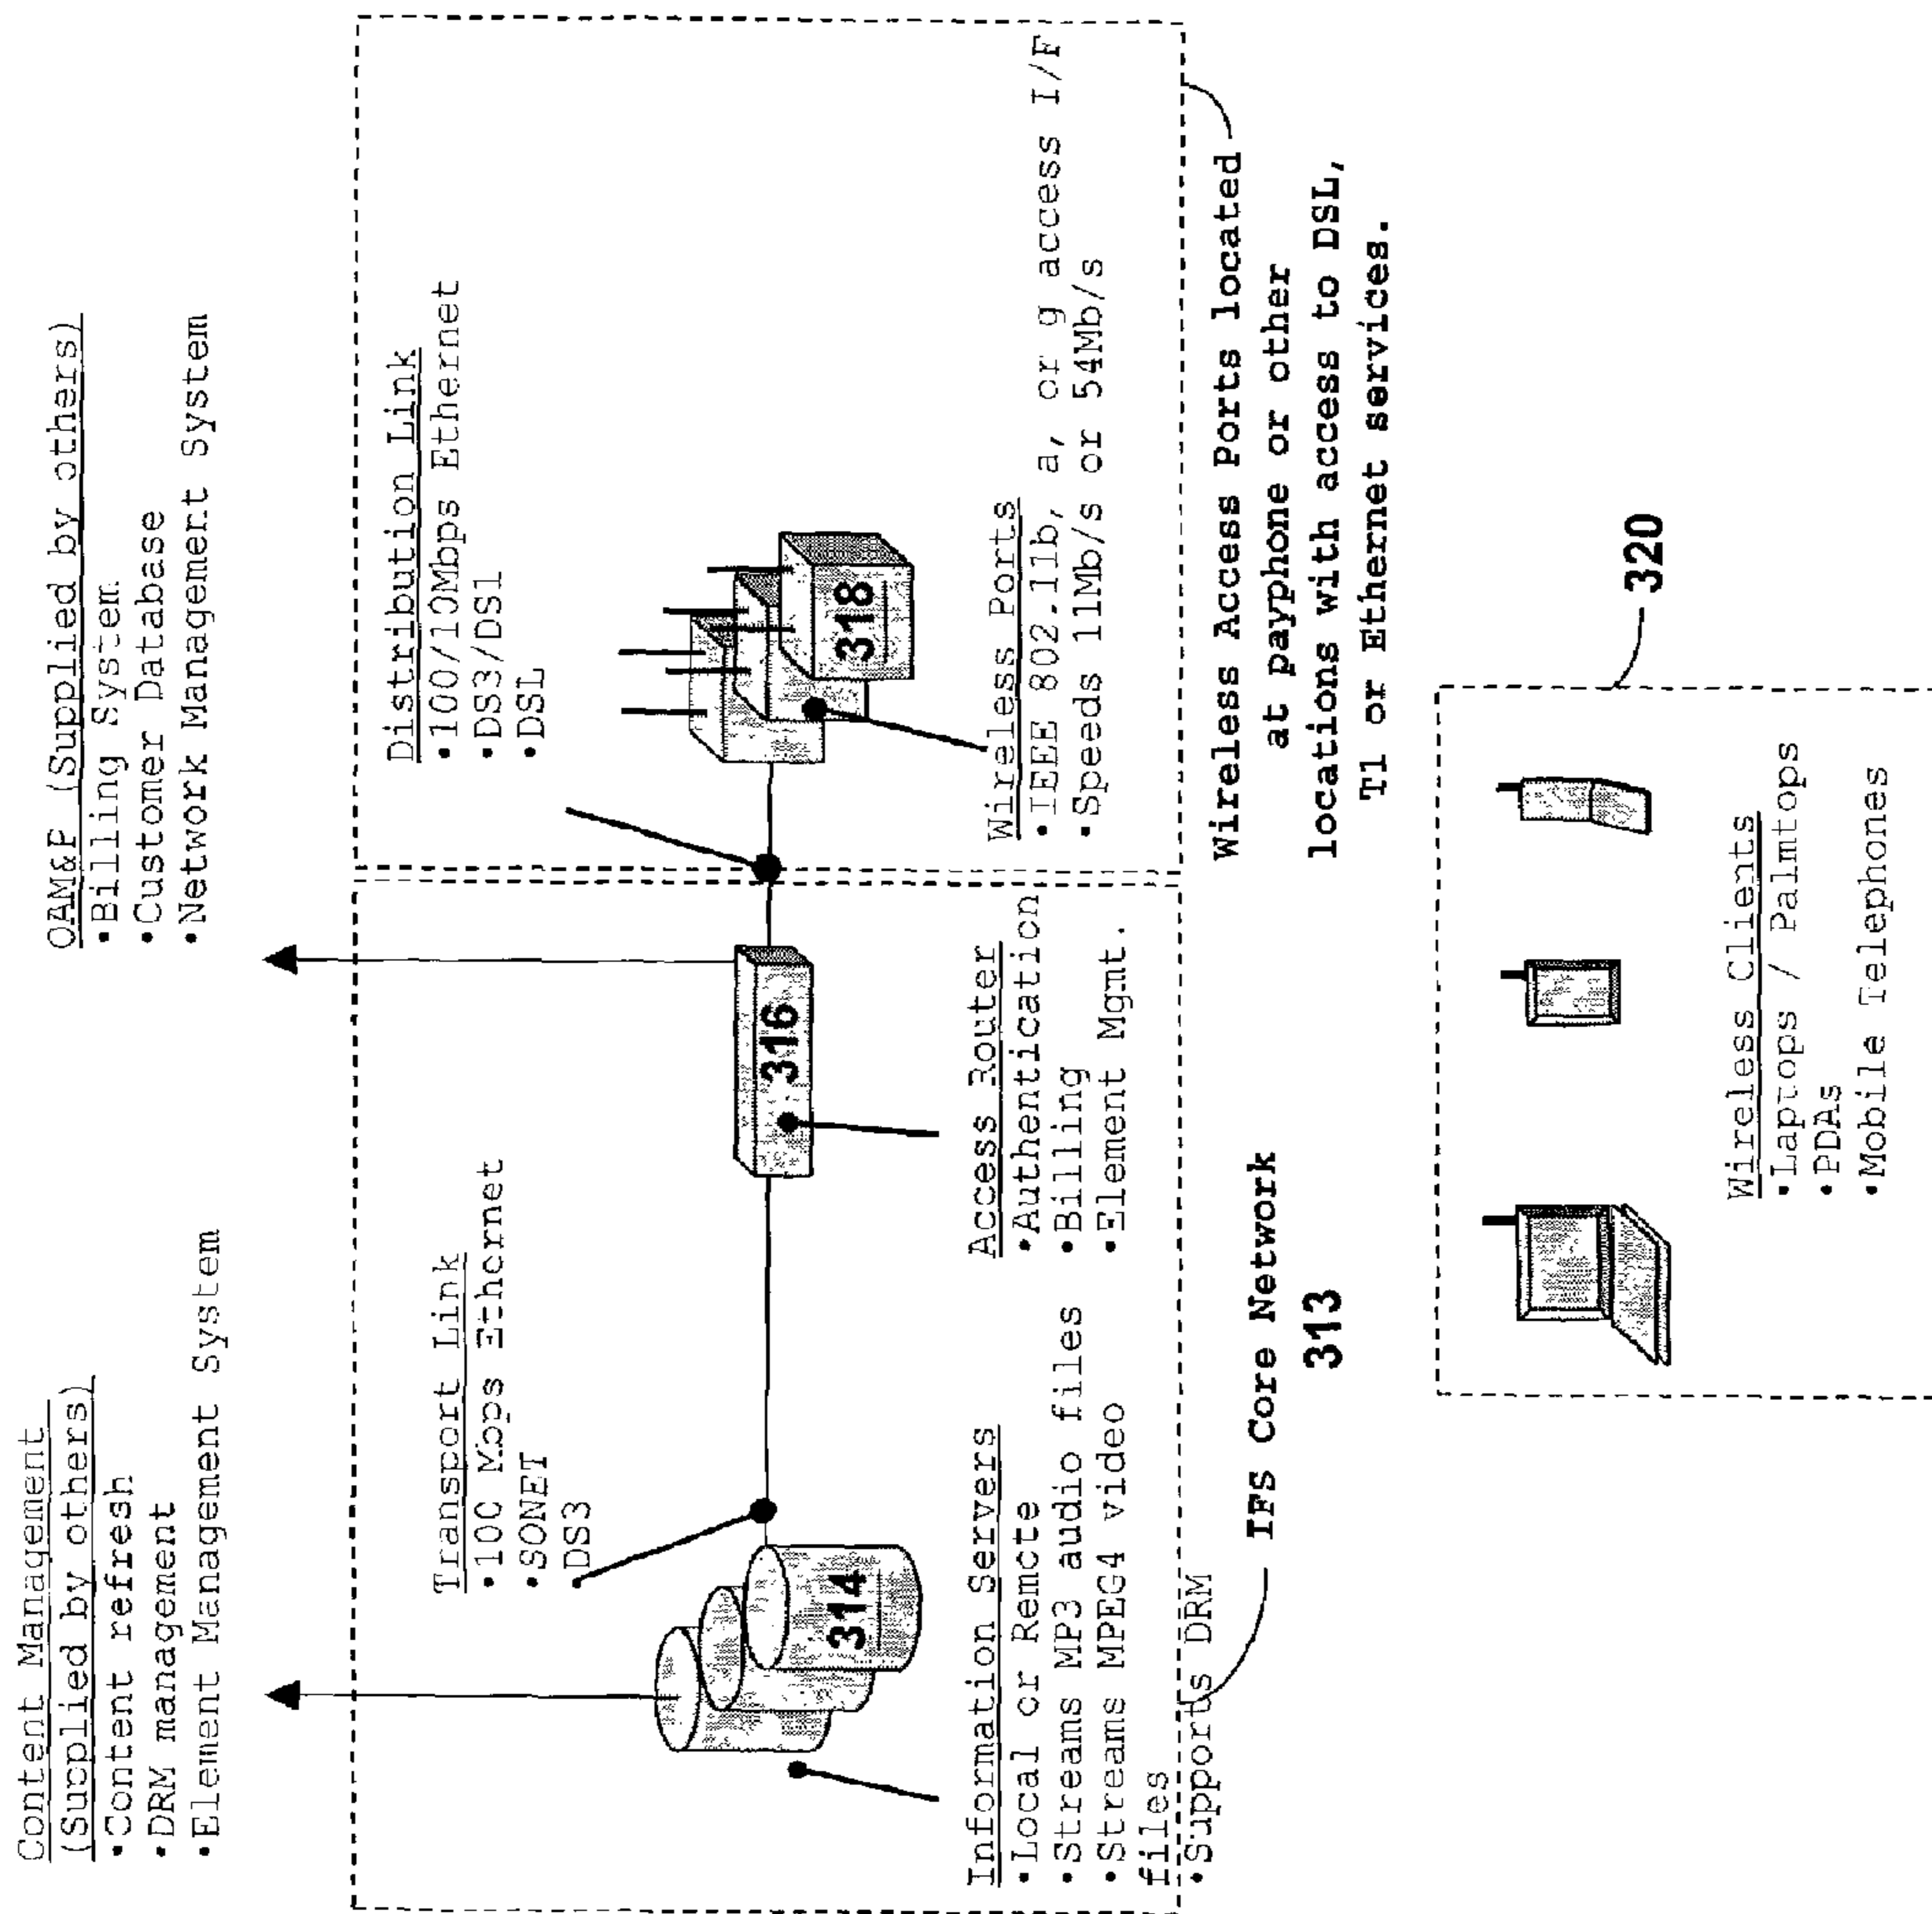 Content Management
(Supplied by others)
•Content refresh
•DRM management
•Element Management System
OAM&P (Supplied by others)
•Billing System
•Customer Database
•Network Management System
Transport Link
•100 Mbps Ethernet
•SONET
•DS3
Distribution Link
•100/10Mbps Ethernet
•DS3/DS1
•DSL
314
316
318
Information Servers
•Local or Remote
•Streams MP3 audio files
•Streams MPEG4 video
files
•Supports DRM
Access Router
•Authentication
•Billing
•Element Mgmt.
Wireless Ports
•IEEE 802.11b, a, or g access I/F
•Speeds 11Mb/s or 54Mb/s
IFS Core Network
313
Wireless Access Ports located
at payphone or other
locations with access to DSL,
T1 or Ethernet services.
320
Wireless Clients
•Laptops / Palmtops
•PDAs
•Mobile Telephones